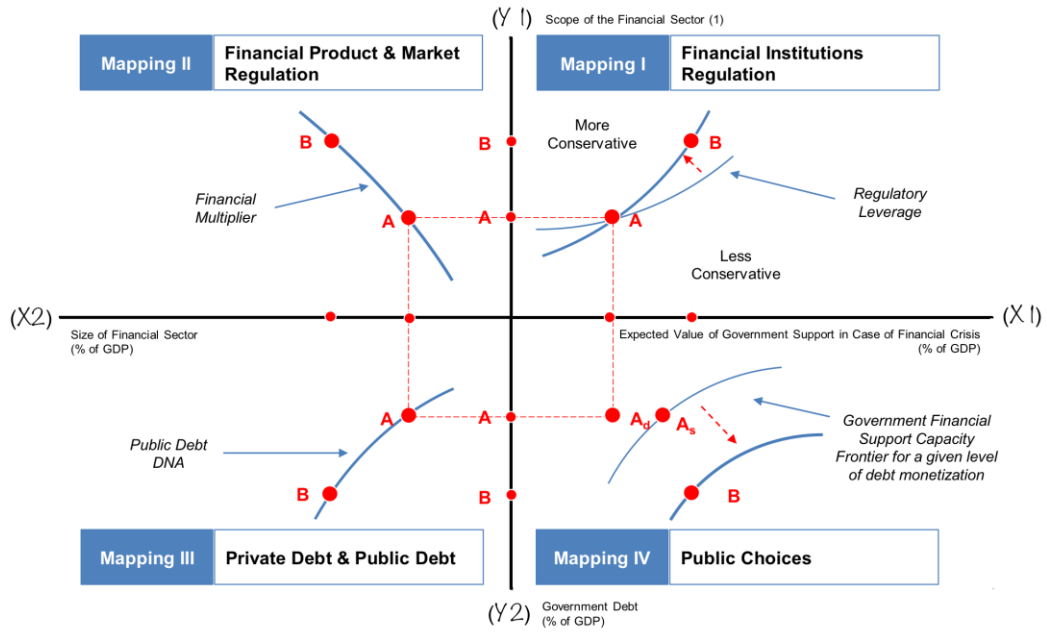 (Y1) Scope of the Financial Sector (1)
Mapping II
Financial Product & Market
Regulation
Mapping I
Financial Institutions
Regulation
More
Conservative
B
B
B
Financial
Multiplier
Regulatory
Leverage
A
A
A
Less
Conservative
(X2)
(X1)
Size of Financial Sector
(% of GDP)
Expected Value of Government Support in Case of Financial Crisis
(% of GDP)
A
A
Ad
As
Public Debt
DNA
Government Financial
Support Capacity
Frontier for a given level
of debt monetization
B
B
B
Mapping III
Private Debt & Public Debt
Mapping IV
Public Choices
(Y2) Government Debt
(% of GDP)